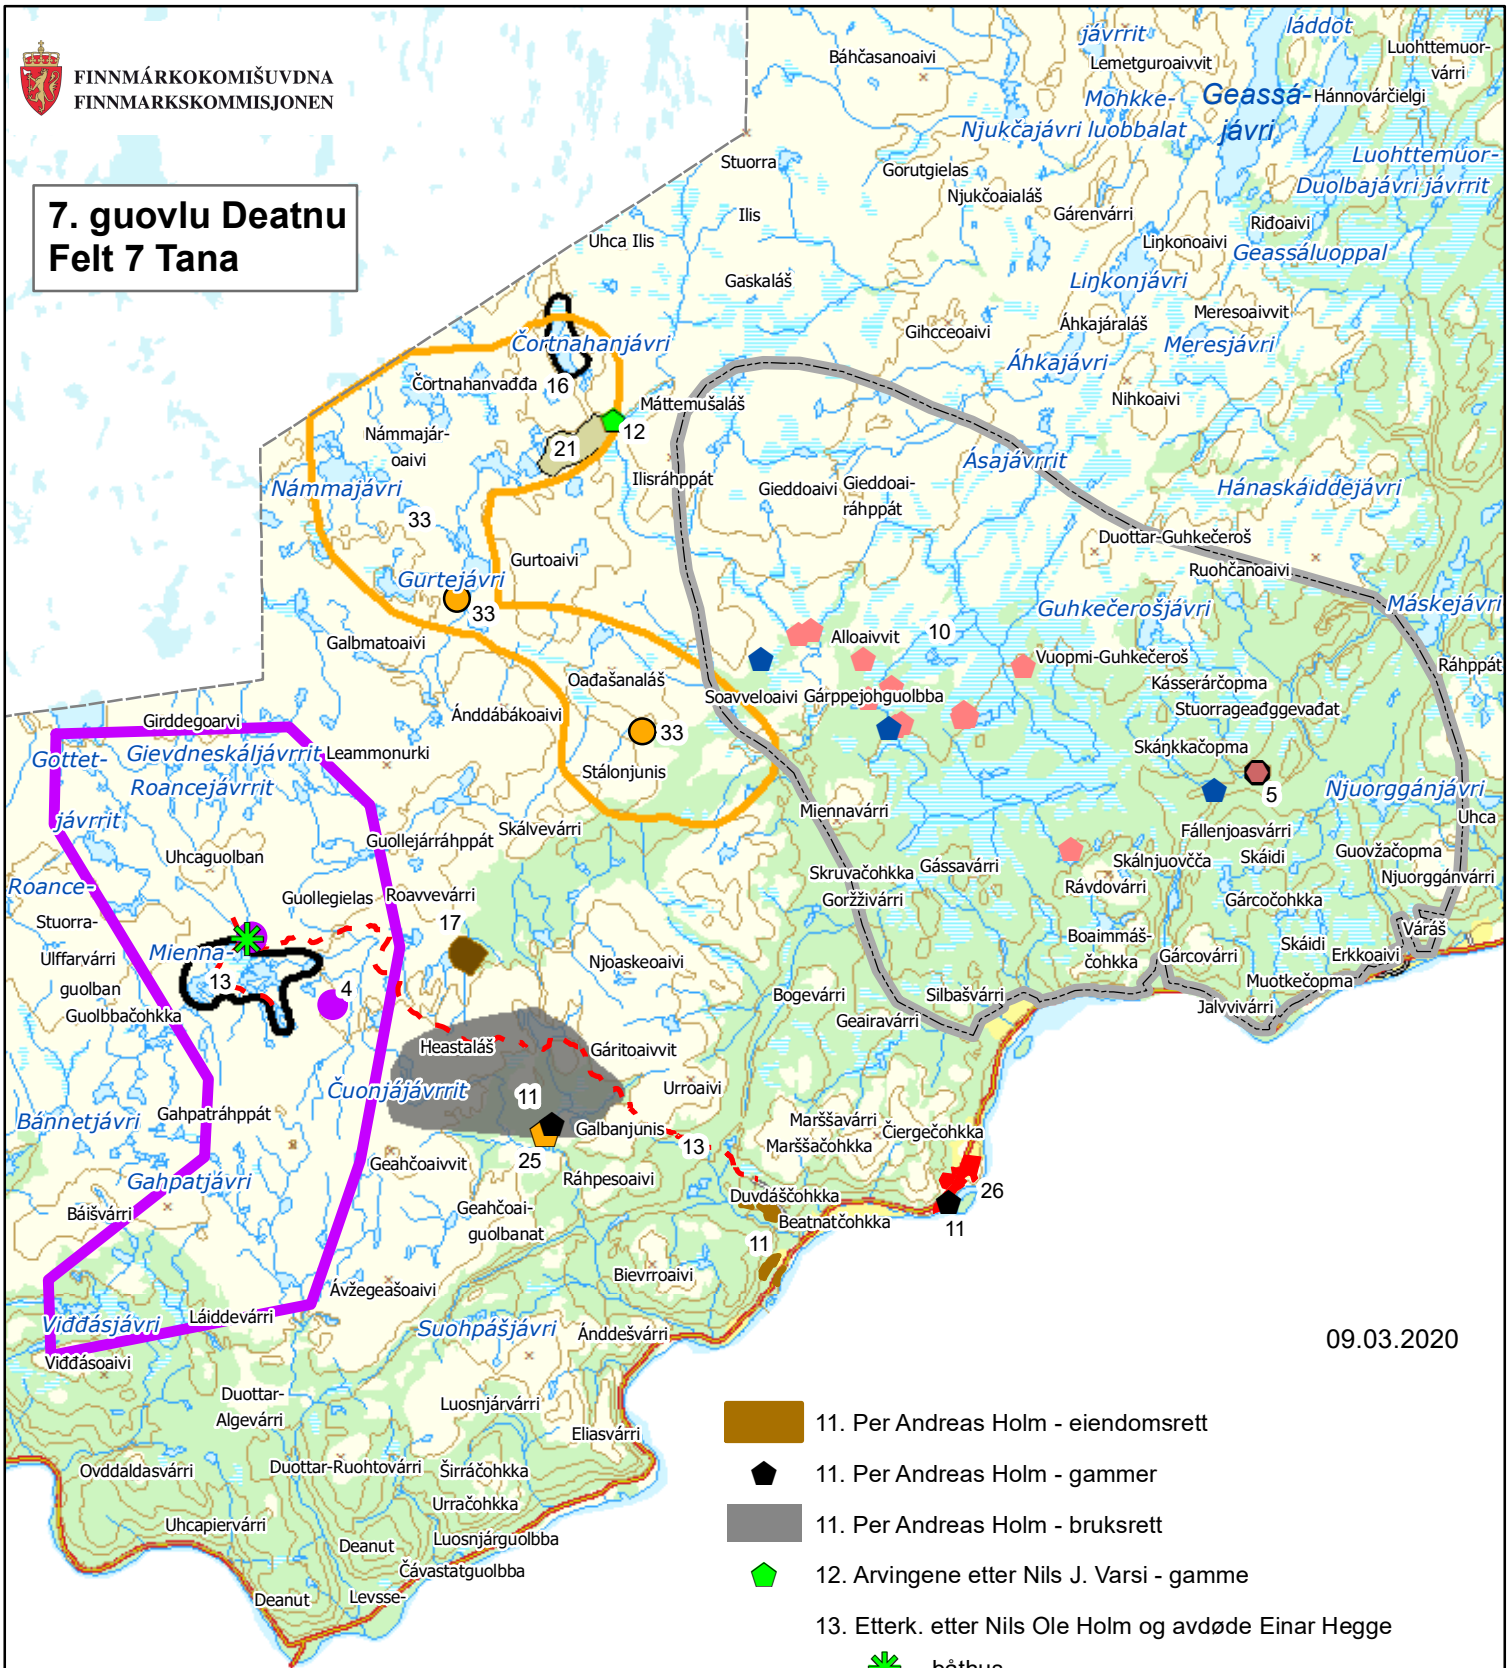 FINNMÁRKOKOMIŠUVDNA
FINNMARKSKOMMISJONEN
7. guovlu Deatnu
Felt 7 Tana
Báhčasanoaivi
jávrrit
láddot
Luohttemuor-
várri
Lemetguroaivvit
Mohkke-
Geassá-
jávri
Hánnovárčielgi
Njukčajávri luobbalat
Luohttemuor-
Duolbajávri jávrrit
Stuorra
Gorutgielas
Njukčoaialáš
Ilis
Gárenvárri
Riđoaivi
Uhca Ilis
Liŋkonoaivi
Geassáluoppal
Gaskaláš
Liŋkonjávri
Meresoaivvit
Áhkajáraláš
Gihcceoaivi
Meresjávri
Čortnahanjávri
Áhkajávri
Čortnahanvađđa
16
Nihkoaivi
Máttemušaláš
12
Námmajár-
oaivi
21
Ásajávrrit
Ilisráhppát
Gieddoaivi
Gieddoai-
ráhppát
Námmajávri
Hánaskáiddejávri
33
Duottar-Guhkečeroš
Gurtoaivi
Ruohčanoaivi
Gurtejávri
33
Guhkečerošjávri
Máskejávri
Galbmatoaivi
Alloaivvit
10
Vuopmi-Guhkečeroš
Ráhppát
Oađašanaláš
Kásserárčopma
Soavveloaivi
Gárppejohguolbba
Stuorrageađggevađat
Ánddábákoaivi
Girddegoarvi
33
Skáŋkkačopma
Gottet-
jávrrit
Gievdneskáljávrrit
Leammonurki
Stálonjunis
Roancejávrrit
5
Njuorggánjávri
Miennavárri
Uhca
Skálvevárri
Guollejárráhppát
Fállenjoasvárri
Uhcaguolban
Guovžačopma
Skáidi
Gássavárri
Skálnjuovčča
Skruvačohkka
Njuorggánvárri
Roance-
Guollegielas
Roavvevárri
Rávdovárri
Goržživárri
Gárcočohkka
Stuorra-
17
Váráš
Ulffarvárri
Mienna-
Boaimmáš-
čohkka
Skáidi
Erkkoaivi
Gárcovárri
Njoaskeoaivi
guolban
13
4
Muotkečopma
Bogevárri
Silbašvárri
Guolbbačohkka
Jalvvivárri
Geairavárri
Heastaláš
Gáritoaivvit
Čuonjájávrrit
Urroaivi
11
Bánnetjávri
Gahpatráhppát
Marššavárri
Galbanjunis
Čiergečohkka
13
Marššačohkka
25
Geahčoaivvit
Ráhpesoaivi
Gahpatjávri
26
Duvdáščohkka
Geahčoai-
guolbanat
Báišvárri
Beatnatčohkka
11
11
Bievrroaivi
Ávžegeašoaivi
Láiddevárri
Viđđásjávri
Suohpášjávri
Ánddešvárri
Viđđásoaivi
09.03.2020
Duottar-
Algevárri
Luosnjárvárri
Eliasvárri
Ovddaldasvárri
Duottar-Ruohtovárri
Širračohkka
Urračohkka
Uhcapiervárri
Deanut
Luosnjárguolbba
Čávastatguolbba
Deanut
Levsse-
11. Per Andreas Holm - eiendomsrett
11. Per Andreas Holm - gammer
11. Per Andreas Holm - bruksrett
12. Arvingene etter Nils J. Varsi - gamme
13. Etterk. etter Nils Ole Holm og avdøde Einar Hegge